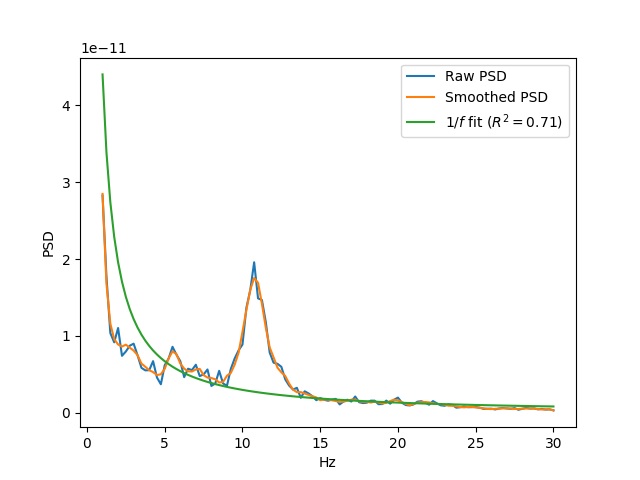 1e−11
Raw PSD
Smoothed PSD
1/f fit (R² = 0.71)
4
3
2
1
0
PSD
0 5 10 15 20 25 30
Hz